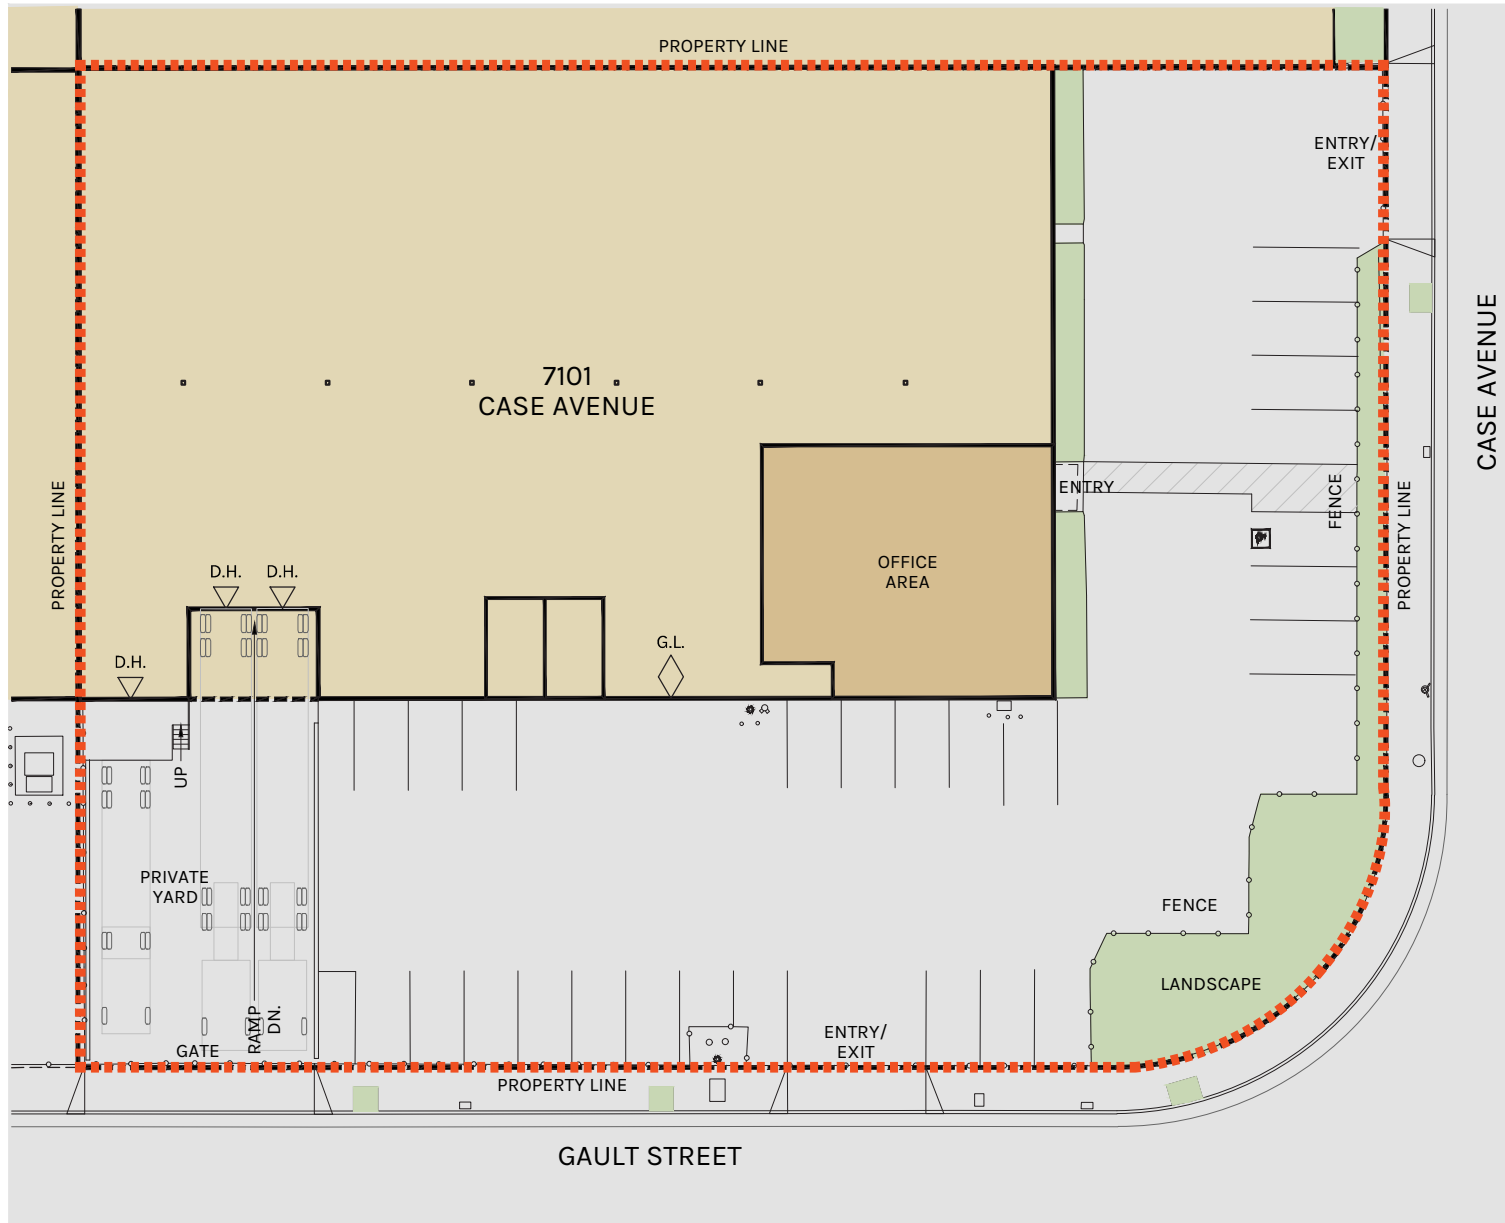 PROPERTY LINE
ENTRY/
EXIT
7101
CASE AVENUE
CASE AVENUE
PROPERTY LINE
ENTRY
FENCE
PROPERTY LINE
OFFICE
AREA
D.H.
D.H.
D.H.
G.L.
UP
PRIVATE
YARD
FENCE
LANDSCAPE
RAMP
DN.
GATE
ENTRY/
EXIT
PROPERTY LINE
GAULT STREET